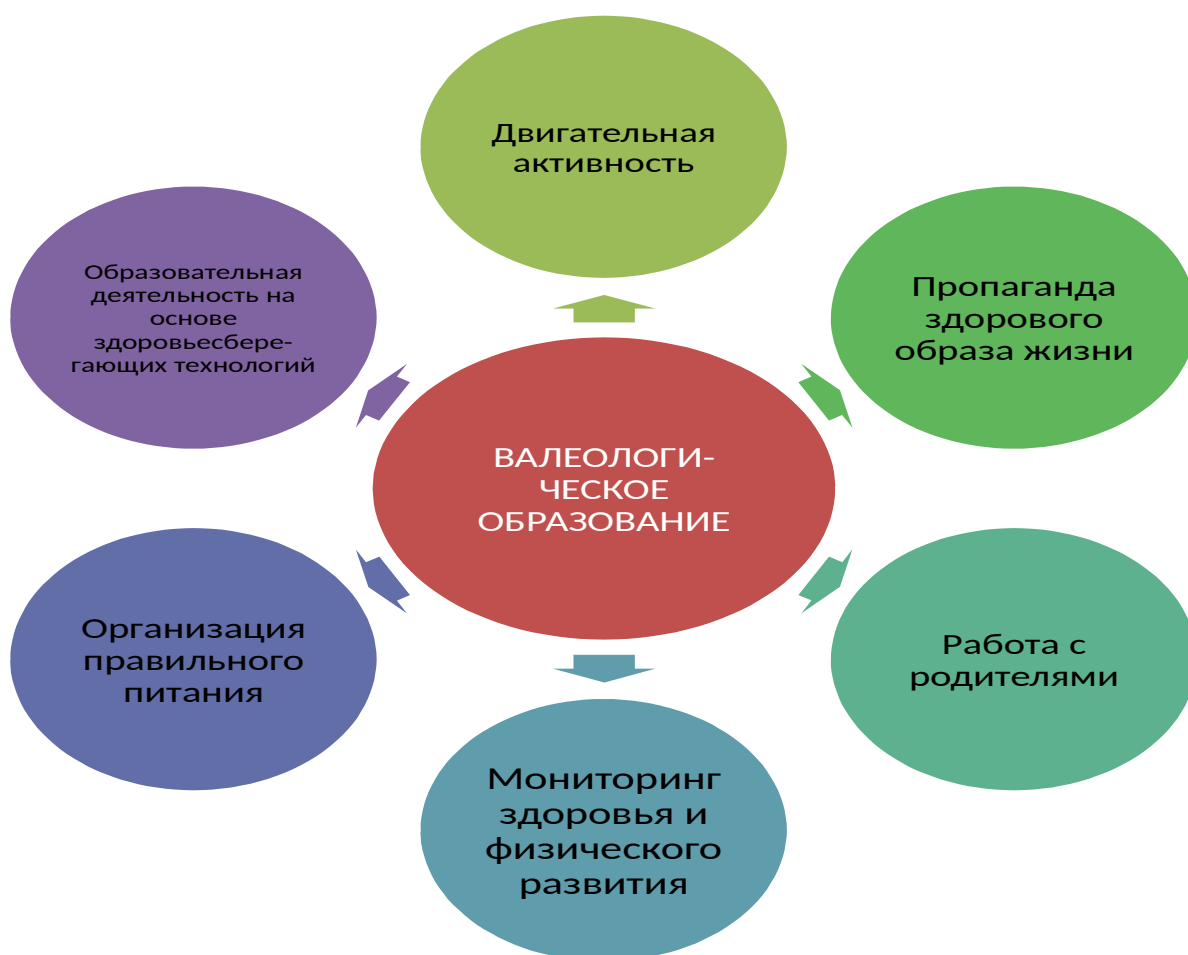 Двигательная
активность
Пропаганда
здорового
образа жизни
Работа с
родителями
Мониторинг
здоровья и
физического
развития
Организация
правильного
питания
Образовательная
деятельность на
основе
здоровьесбере-
гающих технологий
ВАЛЕОЛОГИ-
ЧЕСКОЕ
ОБРАЗОВАНИЕ